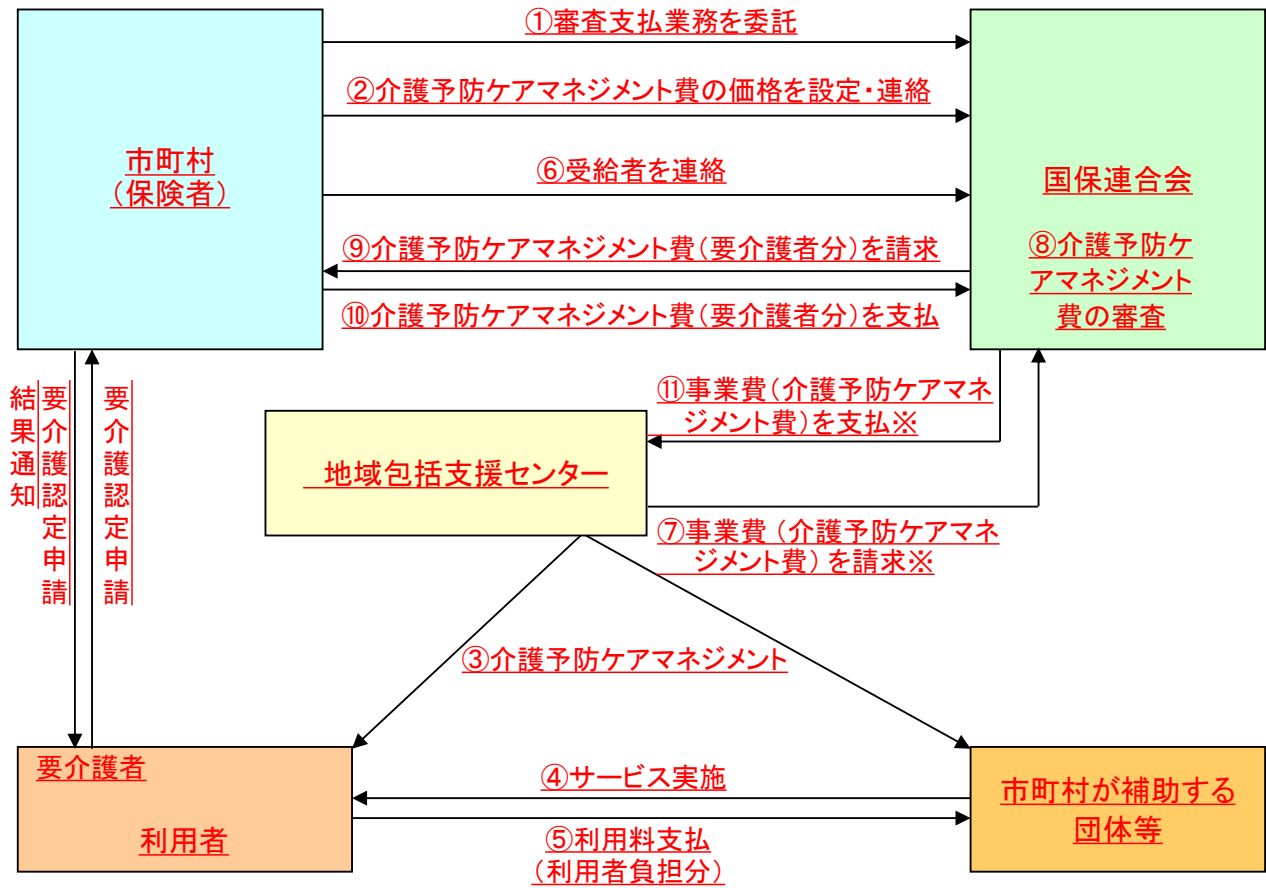 ①審査支払業務を委託
②介護予防ケアマネジメント費の価格を設定・連絡
市町村
（保険者）
⑥受給者を連絡
国保連合会
⑨介護予防ケアマネジメント費（要介護者分）を請求
⑧介護予防ケ
アマネジメント
費の審査
⑩介護予防ケアマネジメント費（要介護者分）を支払
要介護認定申請
結果通知
要介護認定申請
⑪事業費（介護予防ケアマネ
ジメント費）を支払※
地域包括支援センター
⑦事業費（介護予防ケアマネ
ジメント費）を請求※
③介護予防ケアマネジメント
要介護者
利用者
④サービス実施
⑤利用料支払
（利用者負担分）
市町村が補助する
団体等